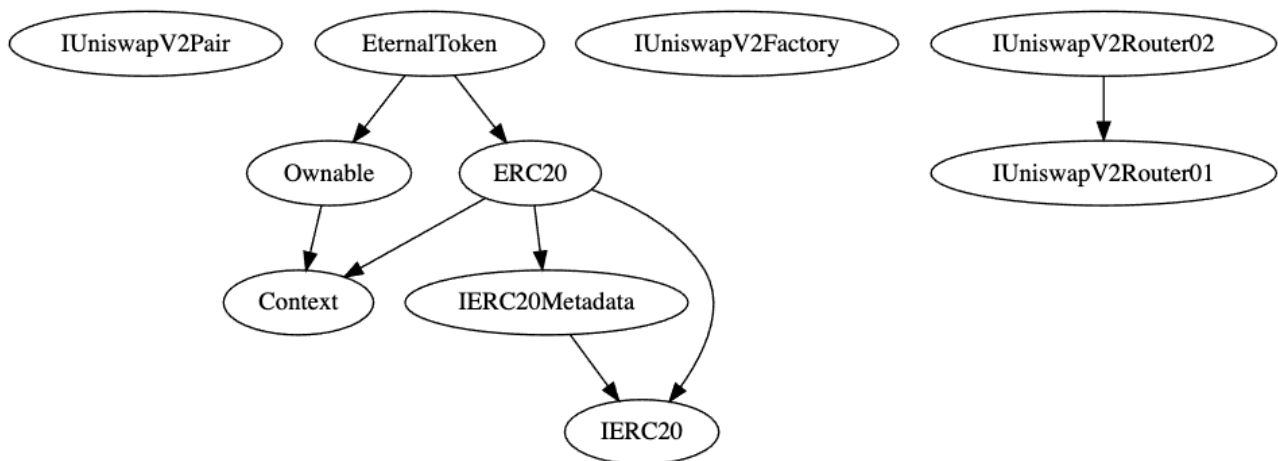 IUniswapV2Pair
EternalToken
IUniswapV2Factory
IUniswapV2Router02
Ownable
ERC20
IUniswapV2Router01
Context
IERC20Metadata
IERC20